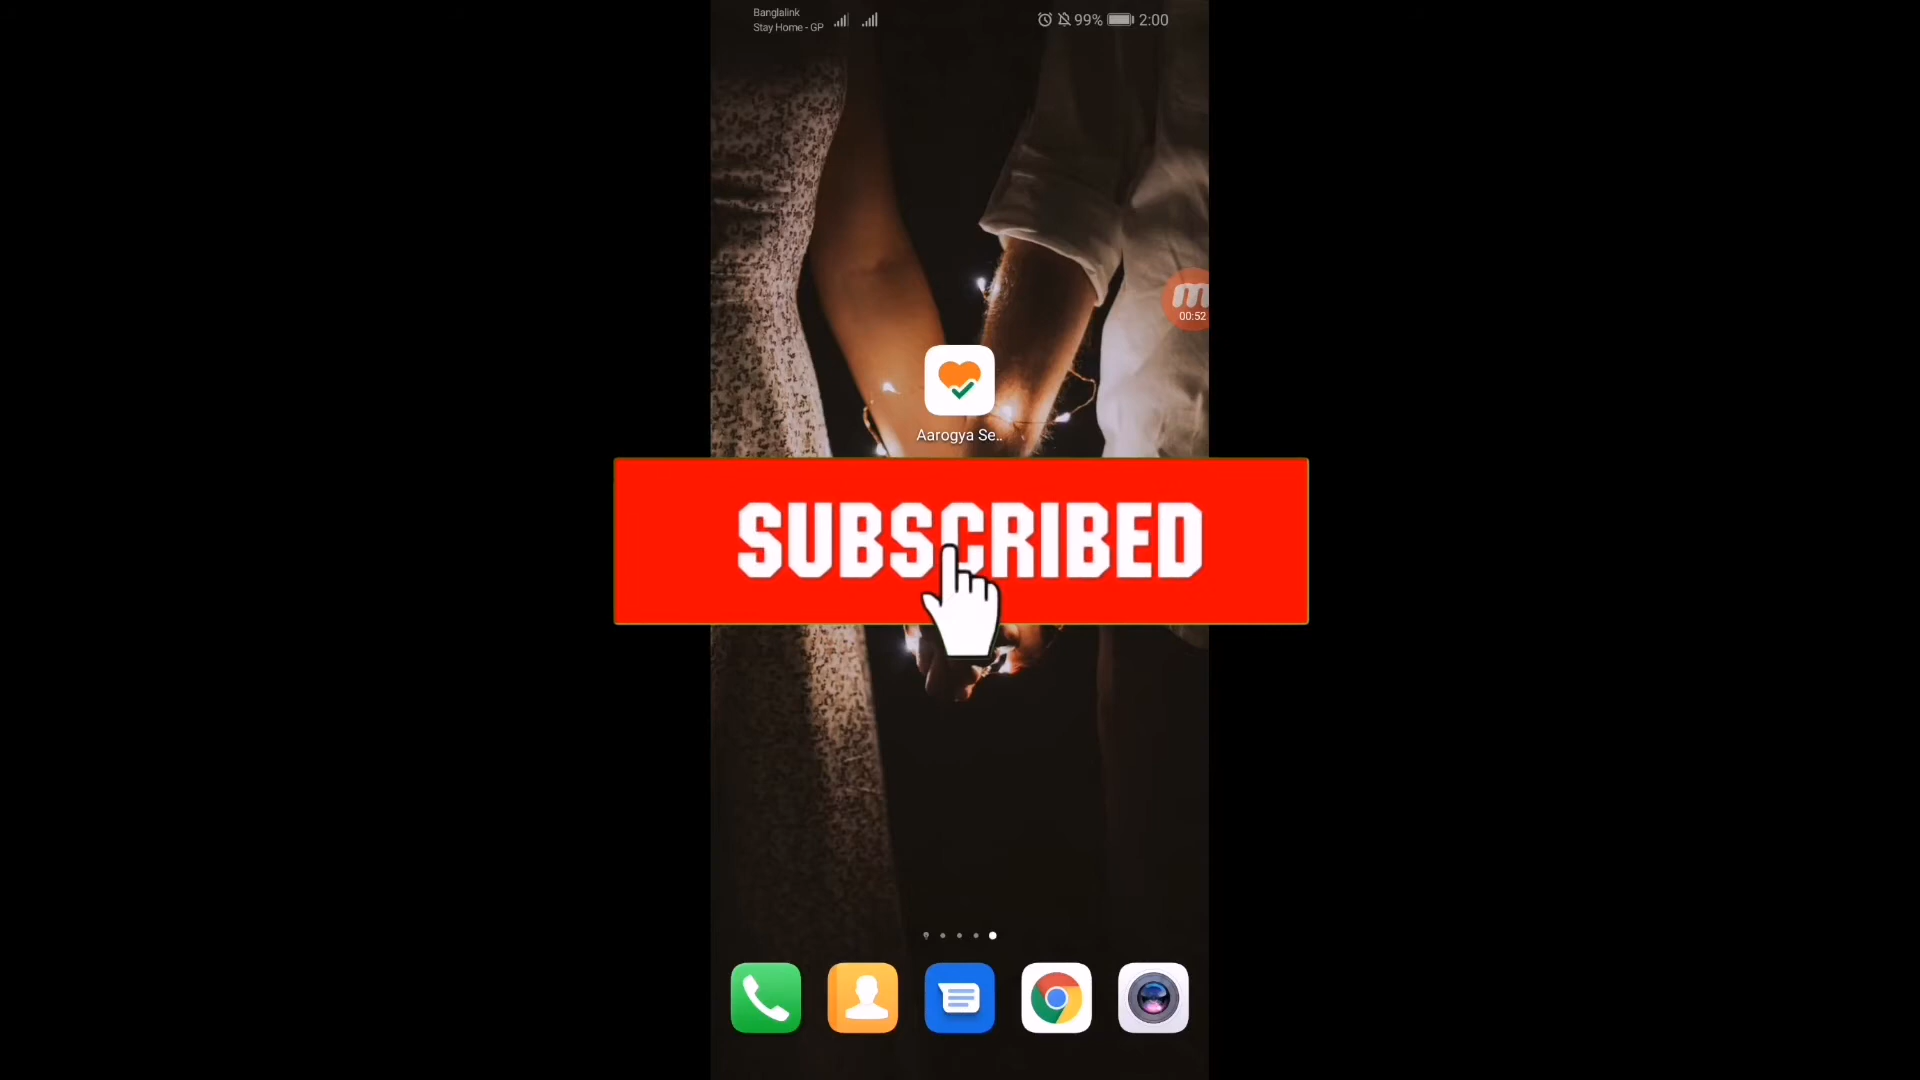 Banglalink
Stay Home - GP
99% 2:00
m
00:52
Aarogya Se..
SUBSCRIBED